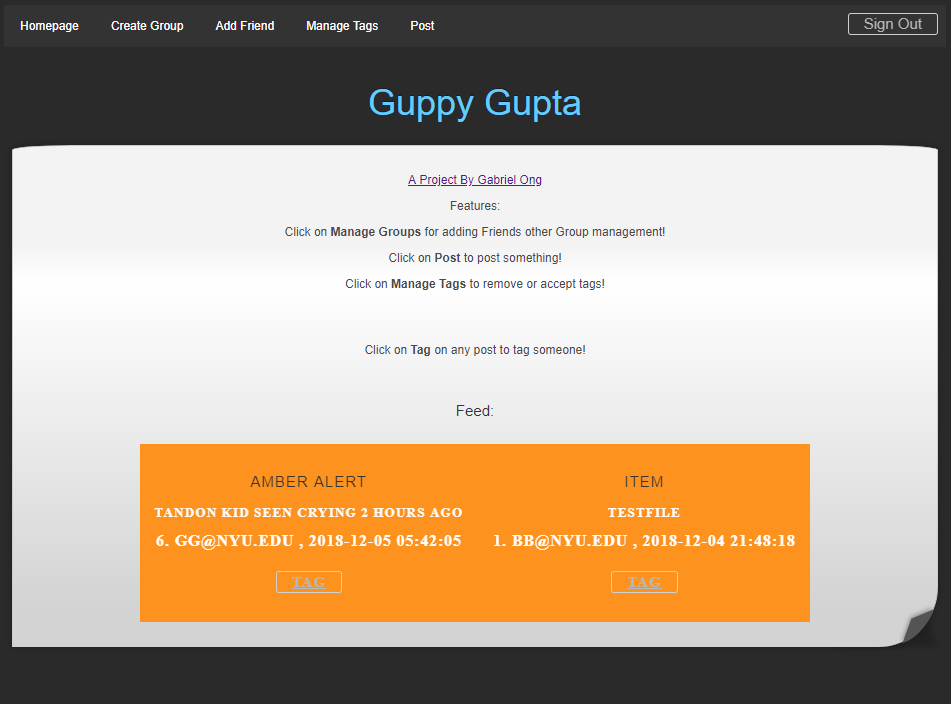 Homepage Create Group Add Friend Manage Tags Post Sign Out
Guppy Gupta
A Project By Gabriel Ong
Features:
Click on Manage Groups for adding Friends other Group management!
Click on Post to post something!
Click on Manage Tags to remove or accept tags!
Click on Tag on any post to tag someone!
Feed:
AMBER ALERT
TANDON KID SEEN CRYING 2 HOURS AGO
6. GG@NYU.EDU , 2018-12-05 05:42:05
TAG
ITEM
TESTFILE
1. BB@NYU.EDU , 2018-12-04 21:48:18
TAG